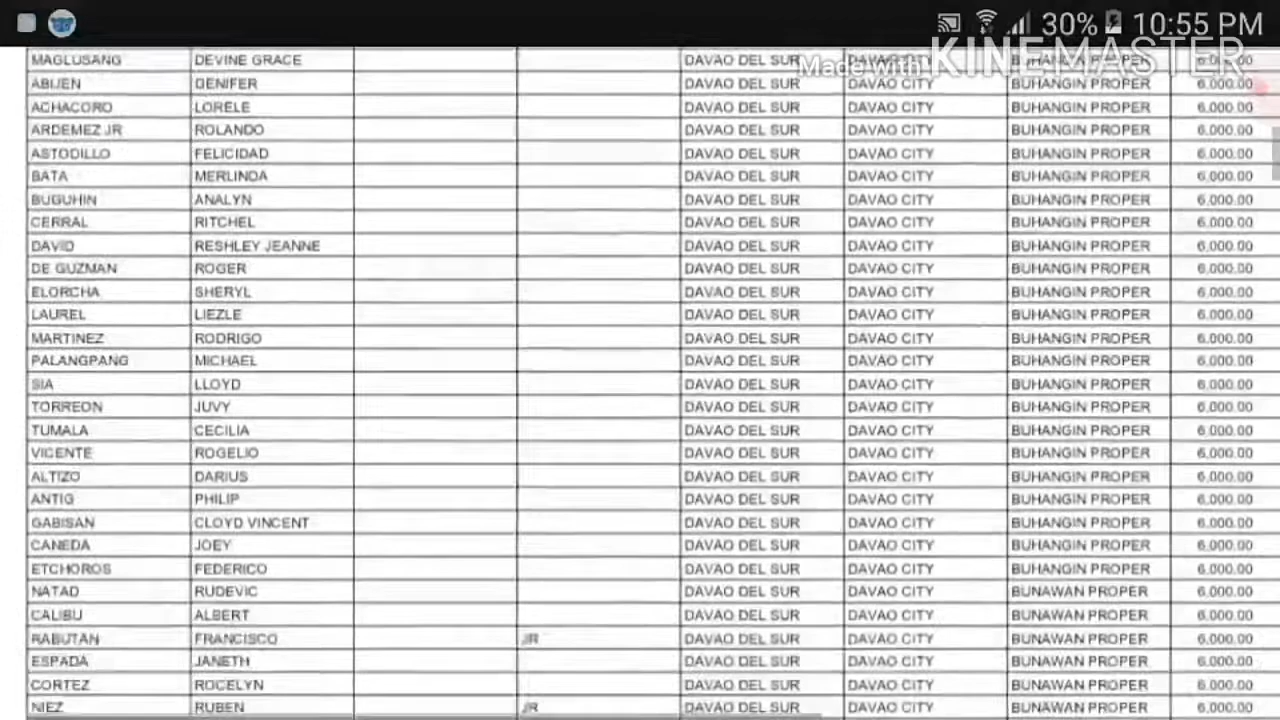 30% 10:55 PM
Made with KINEMASTER
MAGLUSANG DEVINE GRACE DAVAO DEL SUR DAVAO CITY BUHANGIN PROPER 6,000.00
ABIJEN DENIFER DAVAO DEL SUR DAVAO CITY BUHANGIN PROPER 6,000.00
ACHACORO LORELE DAVAO DEL SUR DAVAO CITY BUHANGIN PROPER 6,000.00
ARDEMEZ JR ROLANDO DAVAO DEL SUR DAVAO CITY BUHANGIN PROPER 6,000.00
ASTODILLO FELICIDAD DAVAO DEL SUR DAVAO CITY BUHANGIN PROPER 6,000.00
BATA MERLINDA DAVAO DEL SUR DAVAO CITY BUHANGIN PROPER 6,000.00
BUGUHIN ANALYN DAVAO DEL SUR DAVAO CITY BUHANGIN PROPER 6,000.00
CERRAL RITCHEL DAVAO DEL SUR DAVAO CITY BUHANGIN PROPER 6,000.00
DAVID RESHLEY JEANNE DAVAO DEL SUR DAVAO CITY BUHANGIN PROPER 6,000.00
DE GUZMAN ROGER DAVAO DEL SUR DAVAO CITY BUHANGIN PROPER 6,000.00
ELORCHA SHERYL DAVAO DEL SUR DAVAO CITY BUHANGIN PROPER 6,000.00
LAUREL LIEZLE DAVAO DEL SUR DAVAO CITY BUHANGIN PROPER 6,000.00
MARTINEZ RODRIGO DAVAO DEL SUR DAVAO CITY BUHANGIN PROPER 6,000.00
PALANGPANG MICHAEL DAVAO DEL SUR DAVAO CITY BUHANGIN PROPER 6,000.00
SIA LLOYD DAVAO DEL SUR DAVAO CITY BUHANGIN PROPER 6,000.00
TORREON JUVY DAVAO DEL SUR DAVAO CITY BUHANGIN PROPER 6,000.00
TUMALA CECILIA DAVAO DEL SUR DAVAO CITY BUHANGIN PROPER 6,000.00
VICENTE ROGELIO DAVAO DEL SUR DAVAO CITY BUHANGIN PROPER 6,000.00
ALTIZO DARIUS DAVAO DEL SUR DAVAO CITY BUHANGIN PROPER 6,000.00
ANTIG PHILIP DAVAO DEL SUR DAVAO CITY BUHANGIN PROPER 6,000.00
GABISAN CLOYD VINCENT DAVAO DEL SUR DAVAO CITY BUHANGIN PROPER 6,000.00
CANEDA JOEY DAVAO DEL SUR DAVAO CITY BUHANGIN PROPER 6,000.00
ETCHOROS FEDERICO DAVAO DEL SUR DAVAO CITY BUHANGIN PROPER 6,000.00
NATAD RUDEVIC DAVAO DEL SUR DAVAO CITY BUNAWAN PROPER 6,000.00
CALIBU ALBERT DAVAO DEL SUR DAVAO CITY BUNAWAN PROPER 6,000.00
RABUTAN FRANCISCO JR DAVAO DEL SUR DAVAO CITY BUNAWAN PROPER 6,000.00
ESPADA JANETH DAVAO DEL SUR DAVAO CITY BUNAWAN PROPER 6,000.00
CORTEZ ROCELYN DAVAO DEL SUR DAVAO CITY BUNAWAN PROPER 6,000.00
NIEZ RUBEN JR DAVAO DEL SUR DAVAO CITY BUNAWAN PROPER 6,000.00